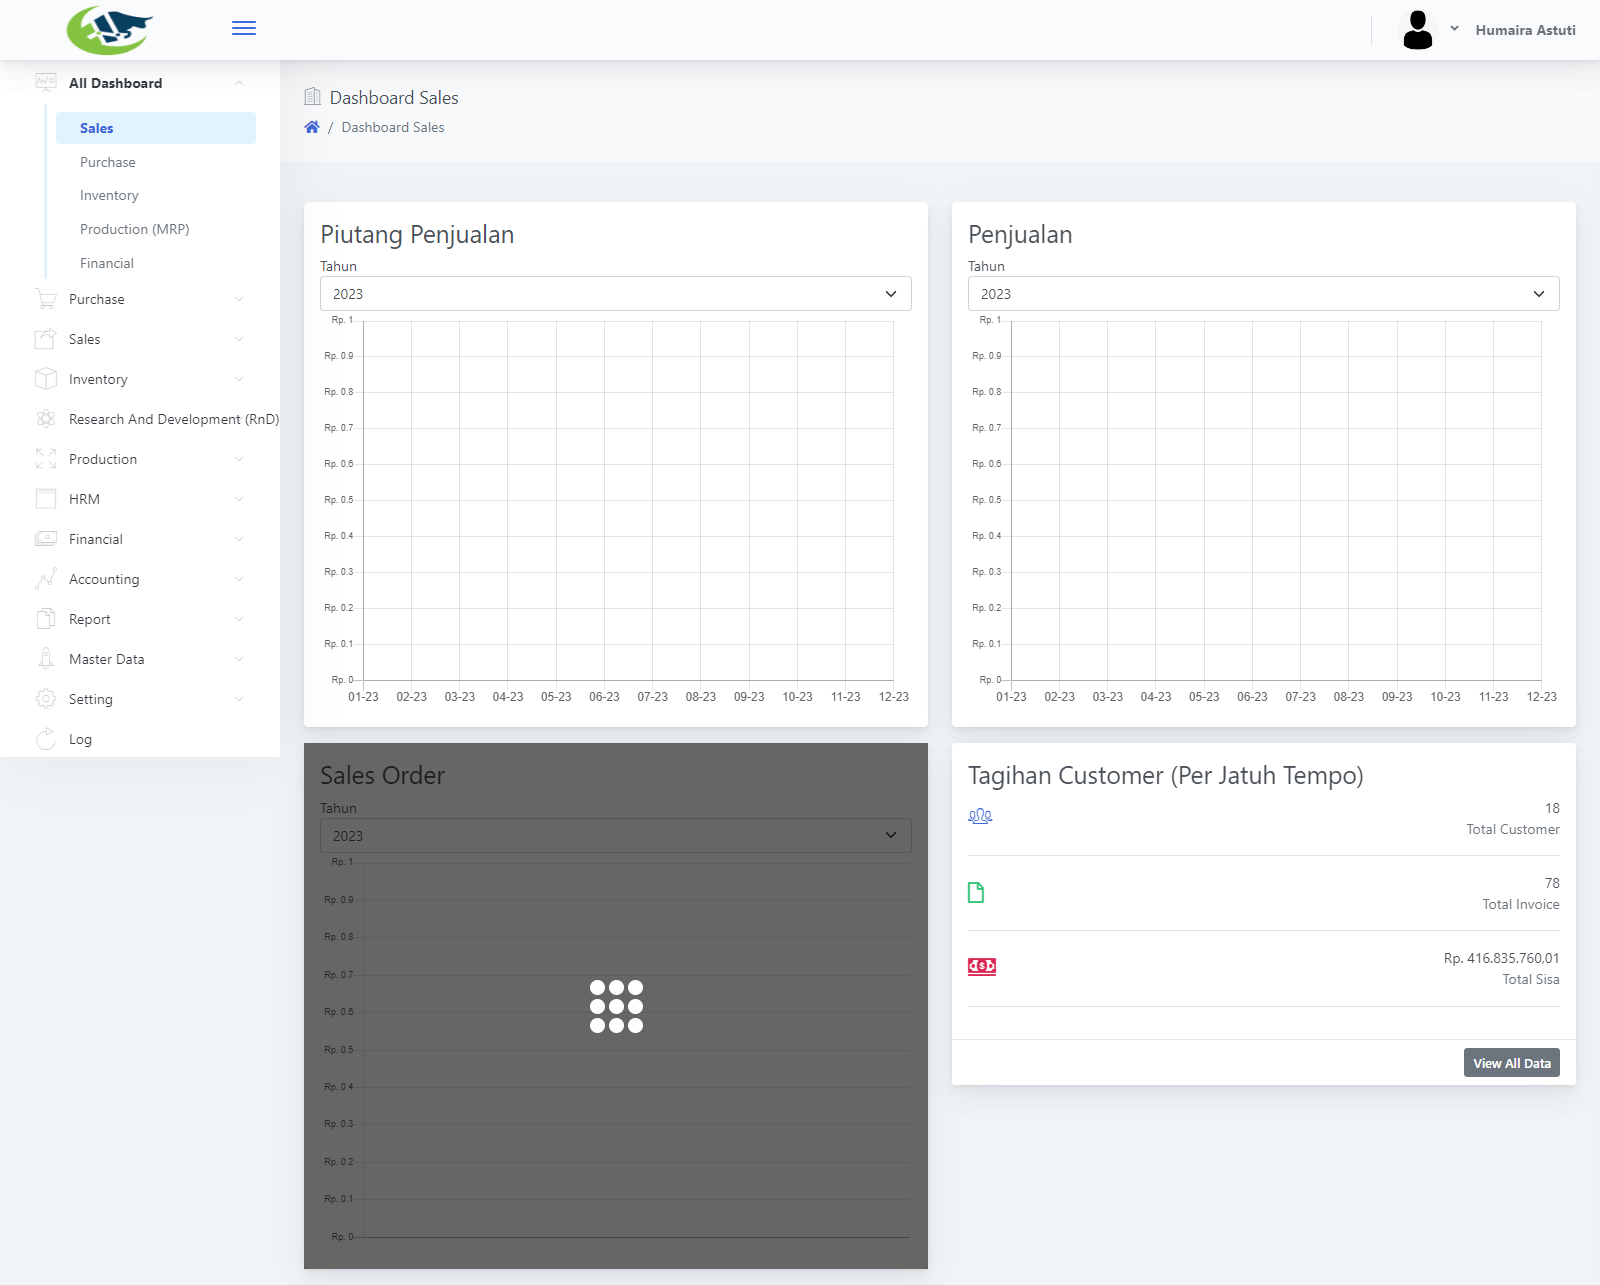 Humaira Astuti
All Dashboard
Sales
Purchase
Inventory
Production (MRP)
Financial
Purchase
Sales
Inventory
Research And Development (RnD)
Production
HRM
Financial
Accounting
Report
Master Data
Setting
Log
Dashboard Sales
/ Dashboard Sales
Piutang Penjualan
Tahun
2023
Rp. 1
Rp. 0.9
Rp. 0.8
Rp. 0.7
Rp. 0.6
Rp. 0.5
Rp. 0.4
Rp. 0.3
Rp. 0.2
Rp. 0.1
Rp. 0
01-23 02-23 03-23 04-23 05-23 06-23 07-23 08-23 09-23 10-23 11-23 12-23
Penjualan
Tahun
2023
Rp. 1
Rp. 0.9
Rp. 0.8
Rp. 0.7
Rp. 0.6
Rp. 0.5
Rp. 0.4
Rp. 0.3
Rp. 0.2
Rp. 0.1
Rp. 0
01-23 02-23 03-23 04-23 05-23 06-23 07-23 08-23 09-23 10-23 11-23 12-23
Sales Order
Tahun
2023
Rp. 1
Rp. 0.9
Rp. 0.8
Rp. 0.7
Rp. 0.6
Rp. 0.5
Rp. 0.4
Rp. 0.3
Rp. 0.2
Rp. 0.1
Rp. 0
Tagihan Customer (Per Jatuh Tempo)
18
Total Customer
78
Total Invoice
Rp. 416.835.760,01
Total Sisa
View All Data